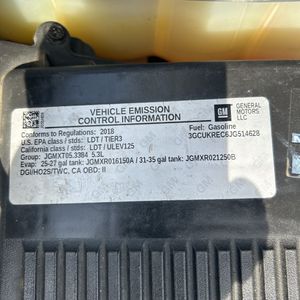 VEHICLE EMISSION
CONTROL INFORMATION
GM
GENERAL
MOTORS
LLC
Conforms to Regulations: 2018
Fuel: Gasoline
U.S. EPA class / stds: LDT / TIER3
3GCUKREC6JG514628
California class / stds: LDT / ULEV125
Group: JGMXT05.3384 5.3L
Evap: 25-27 gal tank: JGMXR016150A / 31-35 gal tank: JGMXR021250B
DGI/HO2S/TWC, CA OBD: II